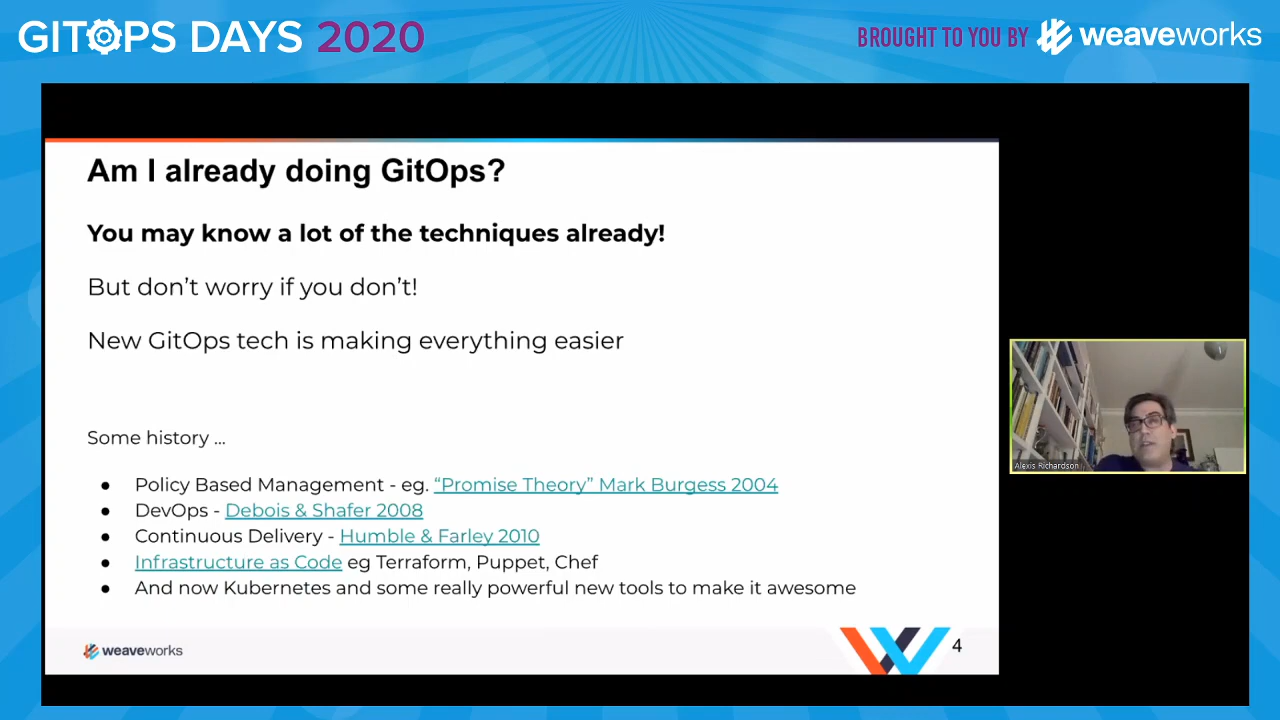 GITOPS DAYS 2020
BROUGHT TO YOU BY weaveworks
Am I already doing GitOps?
You may know a lot of the techniques already!
But don’t worry if you don’t!
New GitOps tech is making everything easier
Some history ...
● Policy Based Management - eg. “Promise Theory” Mark Burgess 2004
● DevOps - Debois & Shafer 2008
● Continuous Delivery - Humble & Farley 2010
● Infrastructure as Code eg Terraform, Puppet, Chef
● And now Kubernetes and some really powerful new tools to make it awesome
Alexis Richardson
weaveworks
4